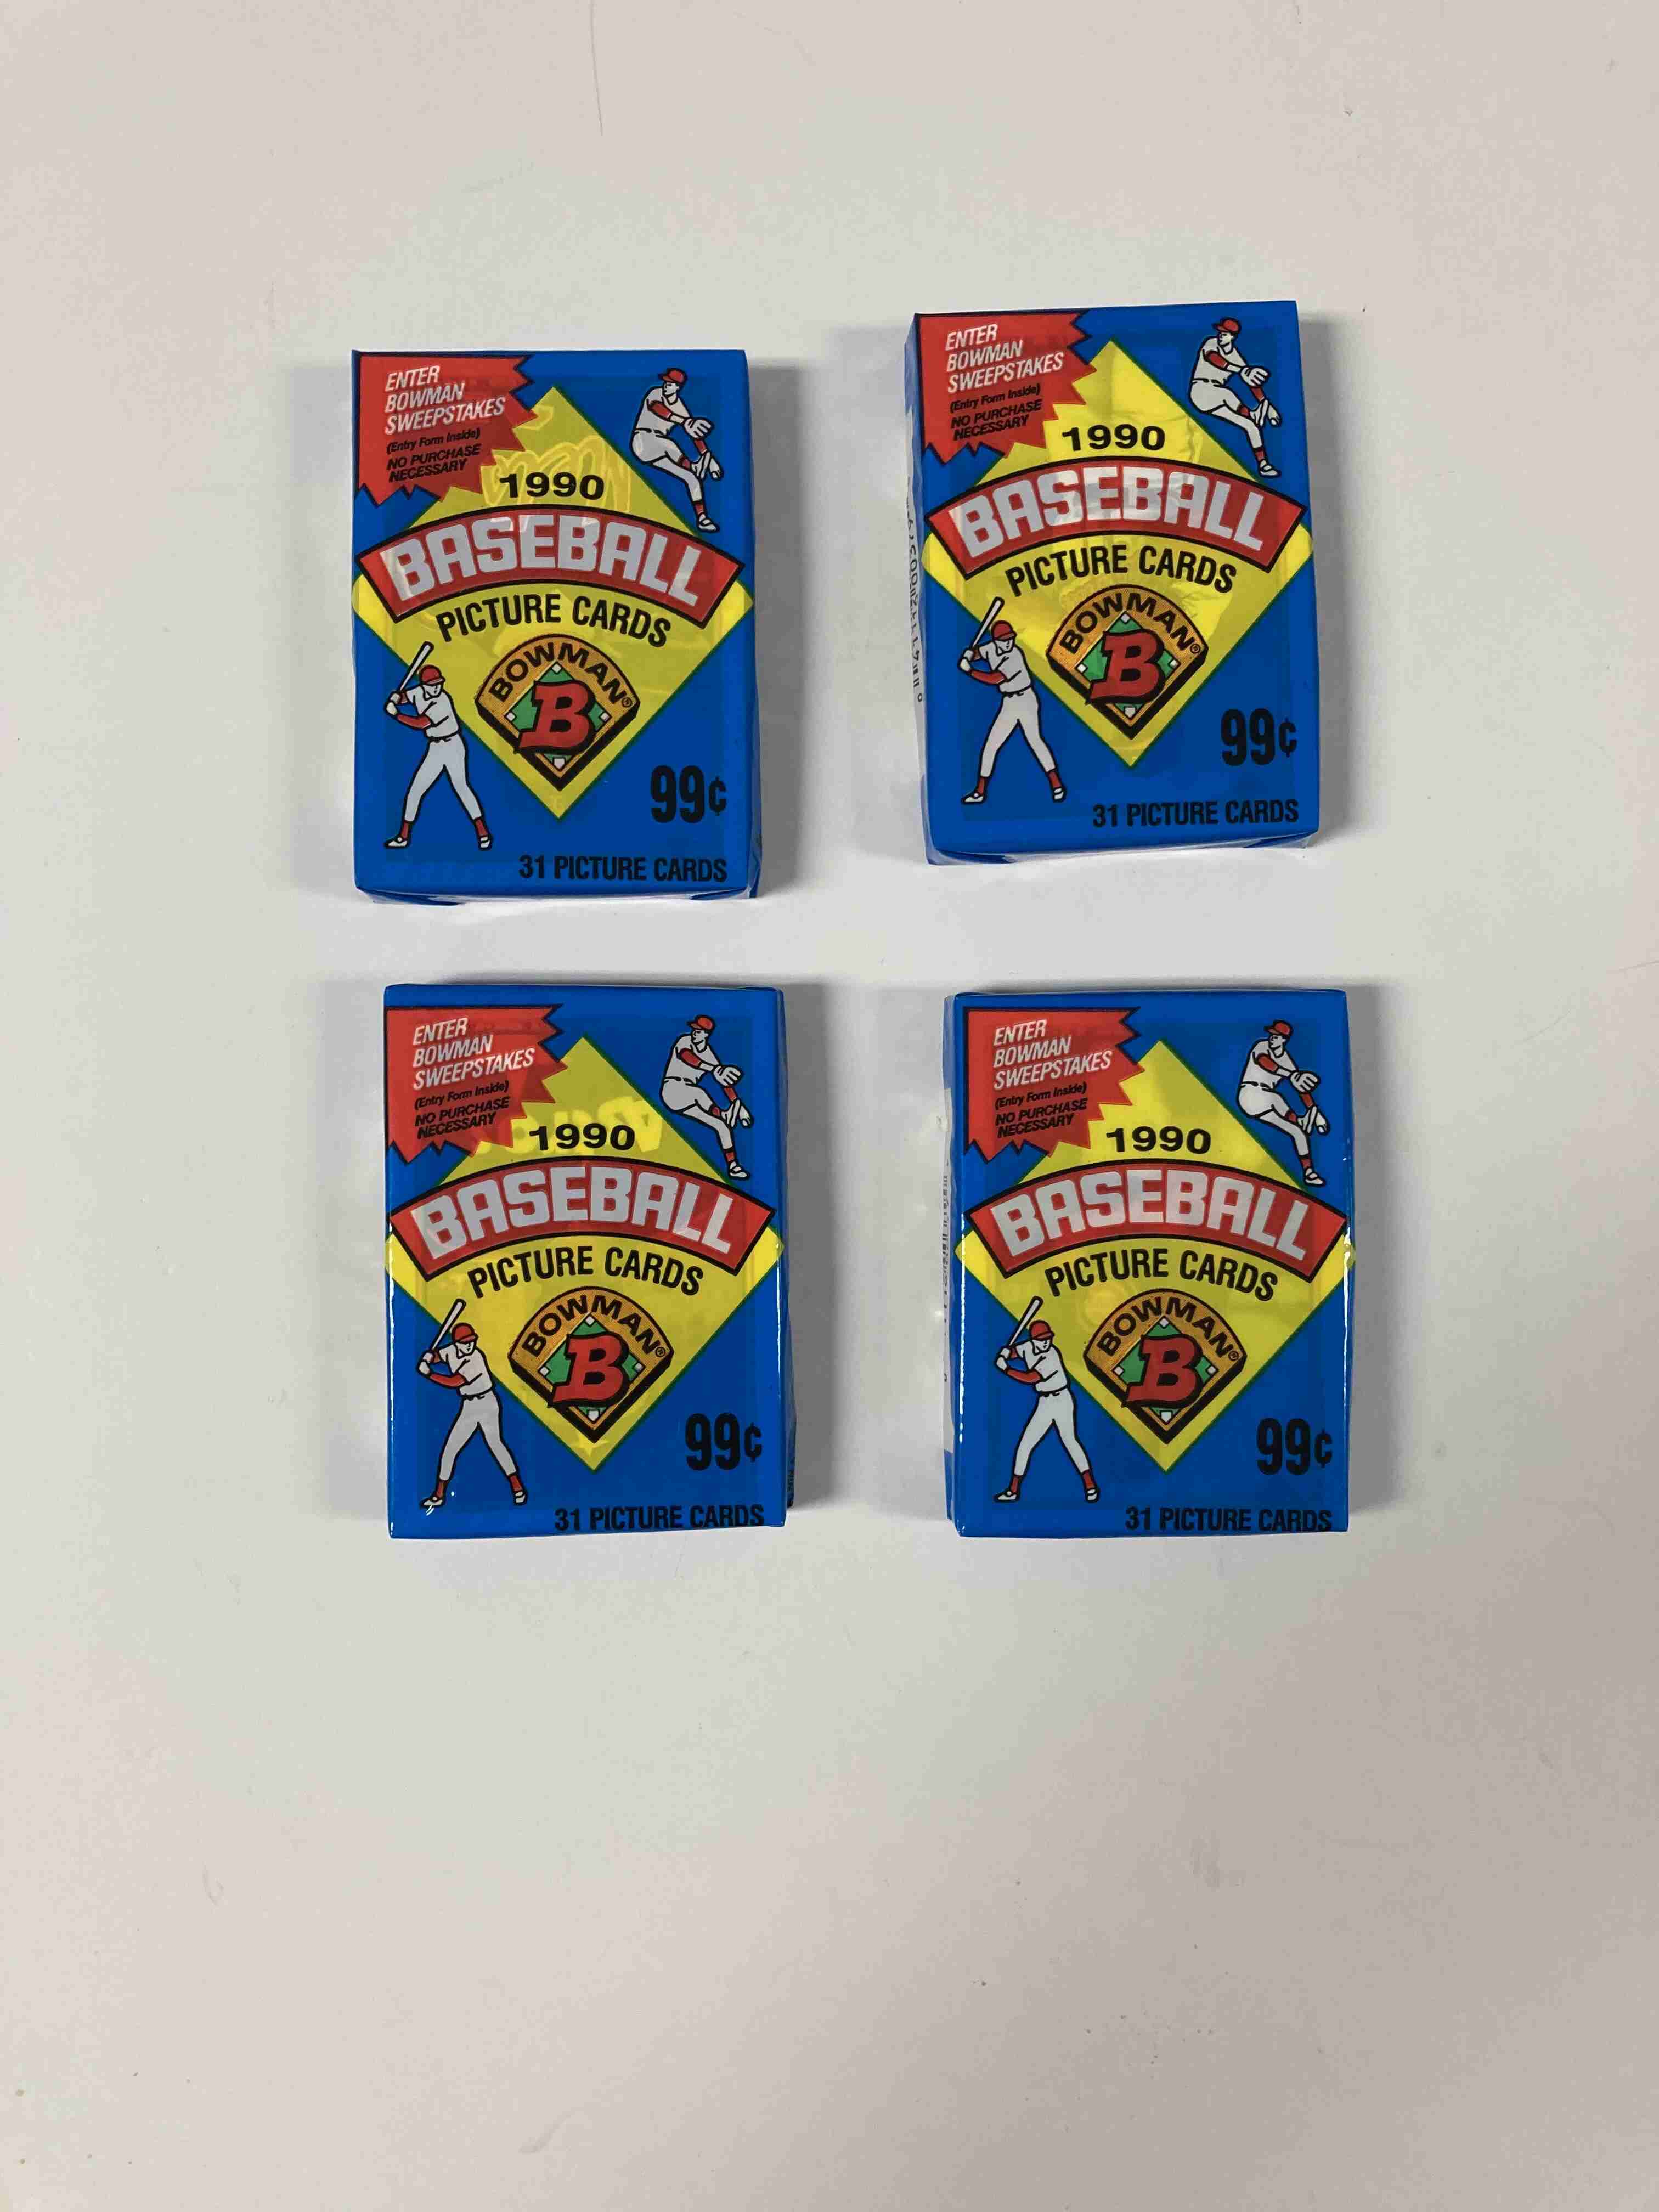 ENTER
BOWMAN
SWEEPSTAKES
(Entry Form Inside)
NO PURCHASE
NECESSARY
1990
BASEBALL
PICTURE CARDS
BOWMAN®
B
99¢
31 PICTURE CARDS
ENTER
BOWMAN
SWEEPSTAKES
(Entry Form Inside)
NO PURCHASE
NECESSARY
1990
BASEBALL
PICTURE CARDS
BOWMAN®
B
99¢
31 PICTURE CARDS
ENTER
BOWMAN
SWEEPSTAKES
(Entry Form Inside)
NO PURCHASE
NECESSARY
1990
BASEBALL
PICTURE CARDS
BOWMAN®
B
99¢
31 PICTURE CARDS
ENTER
BOWMAN
SWEEPSTAKES
(Entry Form Inside)
NO PURCHASE
NECESSARY
1990
BASEBALL
PICTURE CARDS
BOWMAN®
B
99¢
31 PICTURE CARDS